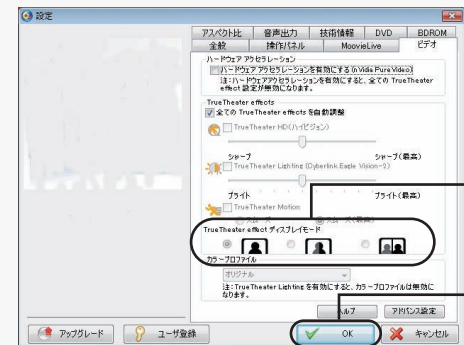 設定
アスペクト比 音声出力 技術情報 DVD BDROM
全般 操作パネル MoovieLive ビデオ
ハードウェア アクセラレーション
ハードウェア アクセラレーションを有効にする (nVidia PureVideo)
注: ハードウェアアクセラレーションを有効にすると、全ての TrueTheater
effect 設定が無効になります。
TrueTheater effects
全ての TrueTheater effects を自動調整
TrueTheater HD(ハイビジョン)
シャープ シャープ(最高)
TrueTheater Lighting (Cyberlink Eagle Vision-2)
ブライト ブライト(最高)
TrueTheater Motion
スムーズ スムーズ(最高)
TrueTheater effect ディスプレイモード
カラープロファイル
オリジナル
注: TrueTheater Lighting を有効にすると、カラープロファイルは無効に
なります。
ヘルプ アドバンス設定
アップグレード ユーザ登録 OK キャンセル